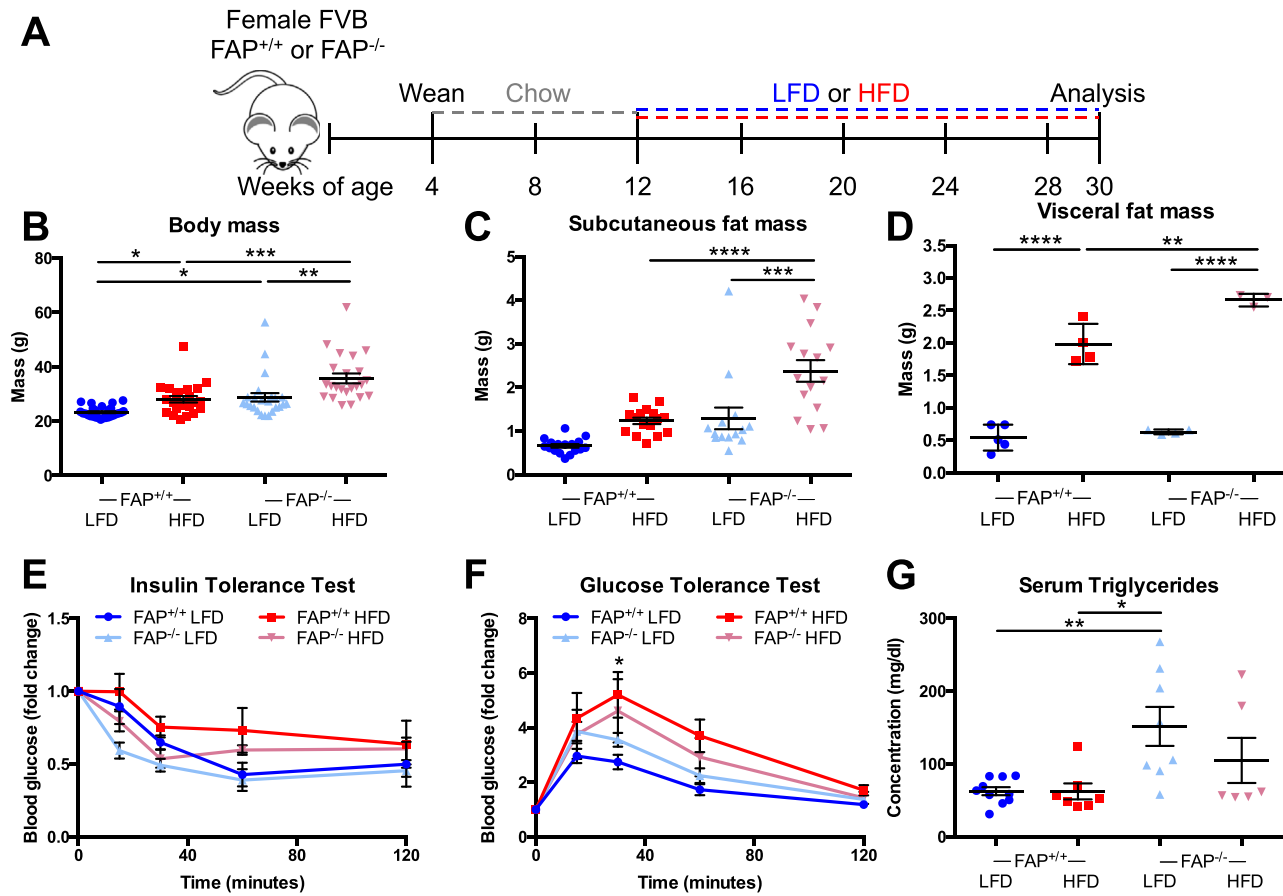 A
Female FVB
FAP+/+ or FAP-/-
Wean
Chow
LFD or HFD
Analysis
Weeks of age
4 8 12 16 20 24 28 30
B
Body mass
* ***
* **
Mass (g)
80
60
40
20
0
FAP+/+ FAP-/-
LFD HFD LFD HFD
C
Subcutaneous fat mass
****
***
Mass (g)
5
4
3
2
1
0
FAP+/+ FAP-/-
LFD HFD LFD HFD
D
Visceral fat mass
**** **
****
Mass (g)
3.5
3.0
2.5
2.0
1.5
1.0
0.5
0.0
FAP+/+ FAP-/-
LFD HFD LFD HFD
E
Insulin Tolerance Test
FAP+/+ LFD FAP+/+ HFD
FAP-/- LFD FAP-/- HFD
Blood glucose (fold change)
1.5
1.0
0.5
0.0
0 40 80 120
Time (minutes)
F
Glucose Tolerance Test
FAP+/+ LFD FAP+/+ HFD
FAP-/- LFD FAP-/- HFD
*
Blood glucose (fold change)
8
6
4
2
0
0 40 80 120
Time (minutes)
G
Serum Triglycerides
*
**
Concentration (mg/dl)
300
200
100
0
FAP+/+ FAP-/-
LFD HFD LFD HFD